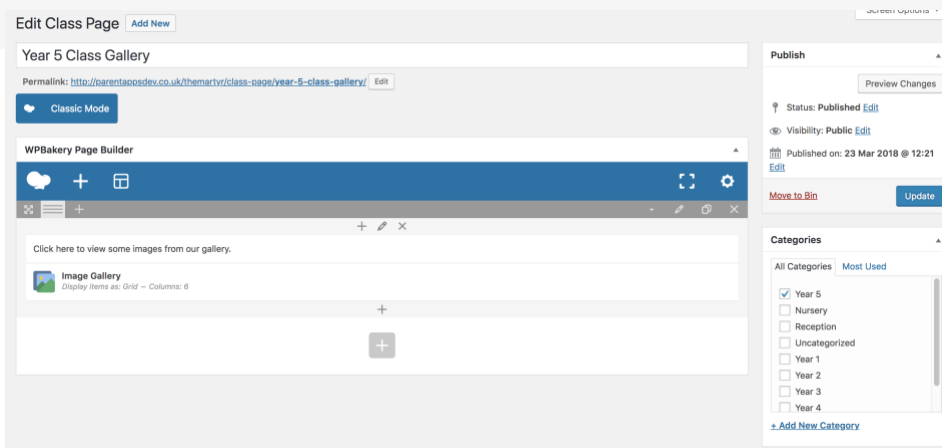 Screen Options
Edit Class Page Add New
Year 5 Class Gallery
Permalink: http://parentappsdev.co.uk/themartyr/class-page/year-5-class-gallery/ Edit
Classic Mode
WPBakery Page Builder
Click here to view some images from our gallery.
Image Gallery
Display items as: Grid — Columns: 6
Publish
Preview Changes
Status: Published Edit
Visibility: Public Edit
Published on: 23 Mar 2018 @ 12:21
Edit
Move to Bin
Update
Categories
All Categories Most Used
Year 5
Nursery
Reception
Uncategorized
Year 1
Year 2
Year 3
Year 4
+ Add New Category